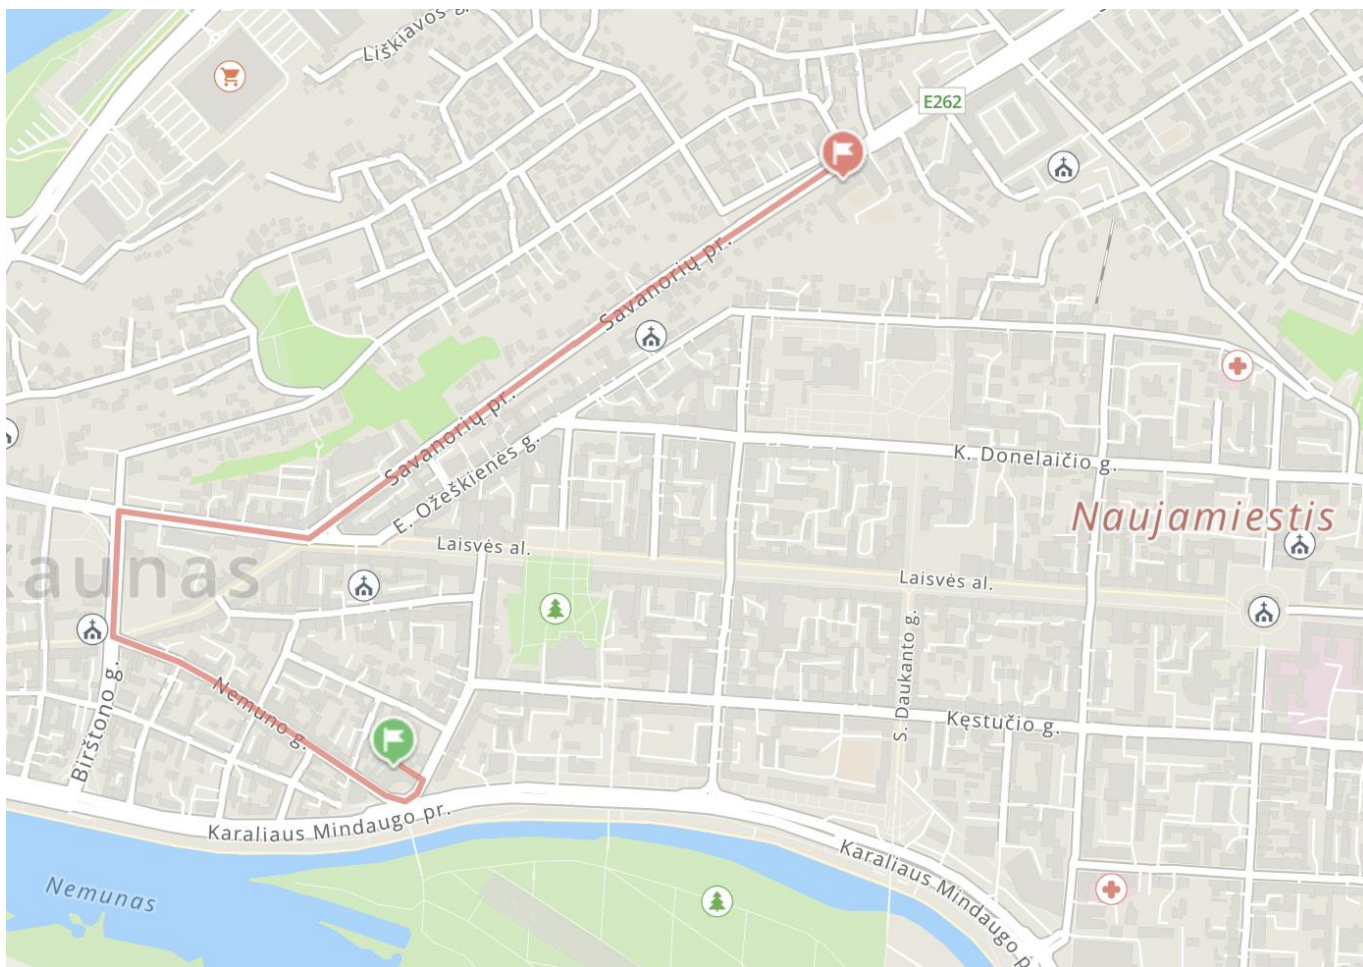 Liškiavos g.
E262
Savanorių pr.
Savanorių pr.
E. Ožeškienės g.
K. Donelaičio g.
Naujamiestis
Laisvės al.
Kaunas
Laisvės al.
Birštono g.
Nemuno g.
S. Daukanto g.
Kęstučio g.
Karaliaus Mindaugo pr.
Karaliaus Mindaugo p
Nemunas